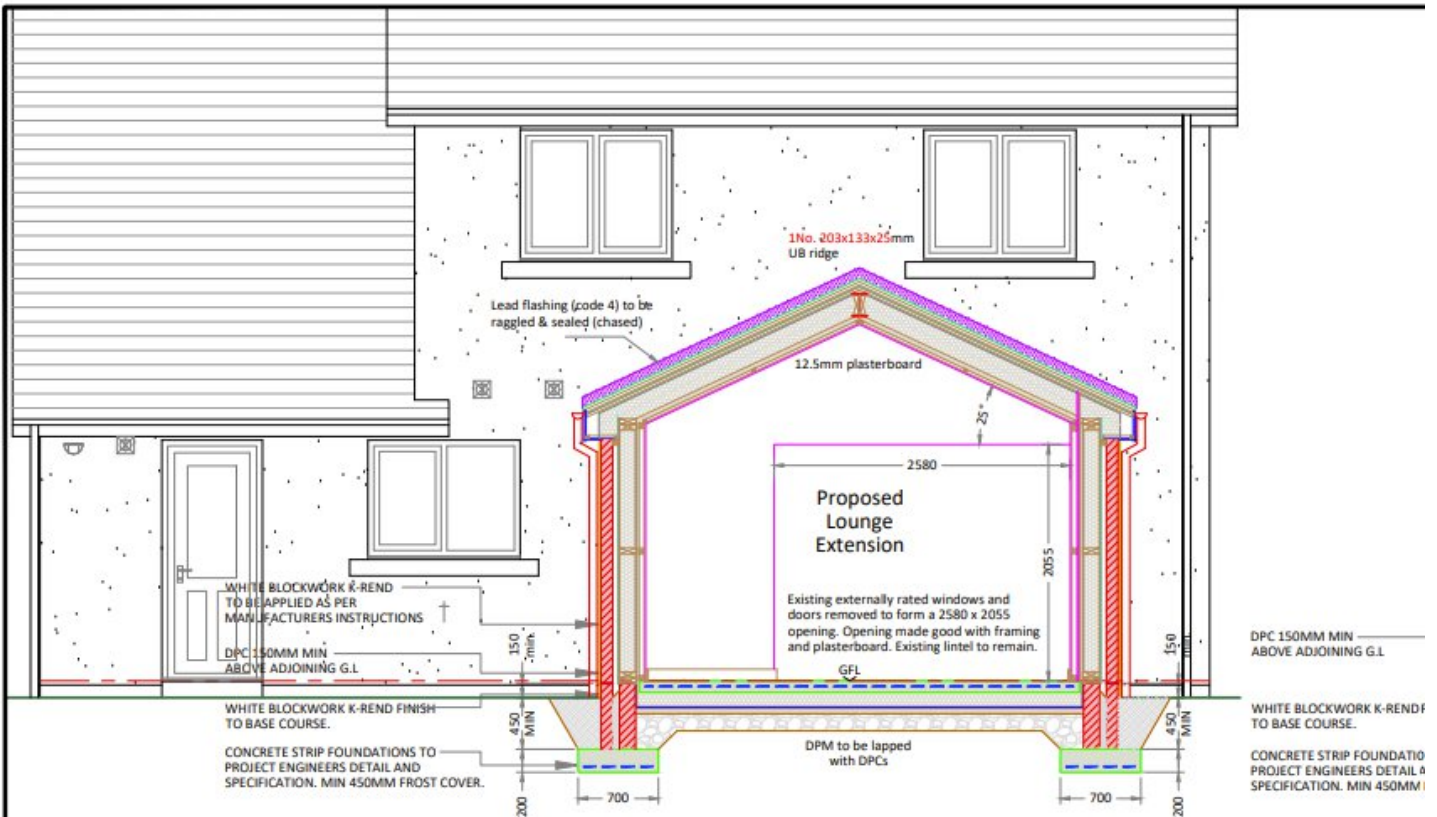 1No. 203x133x25mm
UB ridge
Lead flashing (code 4) to be
raggled & sealed (chased)
12.5mm plasterboard
25°
2580
Proposed
Lounge
Extension
2055
Existing externally rated windows and
doors removed to form a 2580 x 2055
opening. Opening made good with framing
and plasterboard. Existing lintel to remain.
GFL
WHITE BLOCKWORK K-REND
TO BE APPLIED AS PER
MANUFACTURERS INSTRUCTIONS
DPC 150MM MIN
ABOVE ADJOINING G.L
WHITE BLOCKWORK K-REND FINISH
TO BASE COURSE.
CONCRETE STRIP FOUNDATIONS TO
PROJECT ENGINEERS DETAIL AND
SPECIFICATION. MIN 450MM FROST COVER.
150
min.
450
MIN
200
700
DPM to be lapped
with DPCs
700
150
min.
450
MIN
200
DPC 150MM MIN
ABOVE ADJOINING G.L
WHITE BLOCKWORK K-REND F
TO BASE COURSE.
CONCRETE STRIP FOUNDATIO
PROJECT ENGINEERS DETAIL A
SPECIFICATION. MIN 450MM